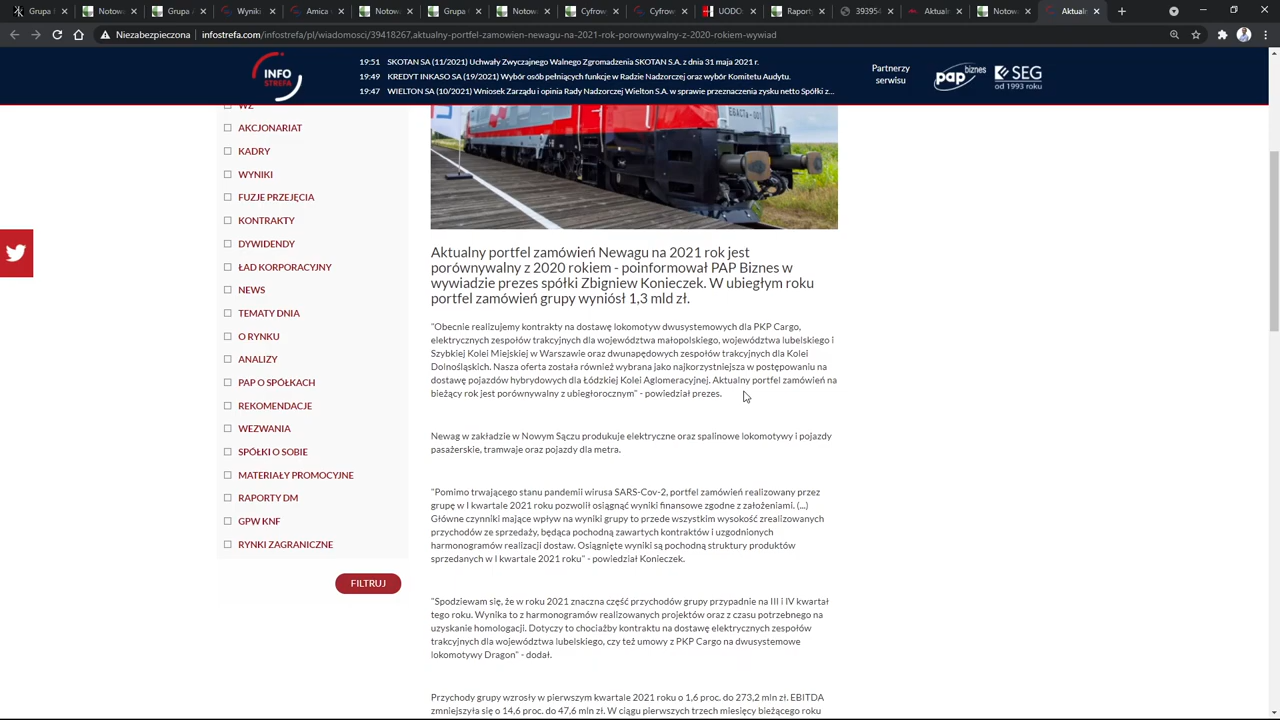 Grupa S
Notow
Grupo
Amica
Notow
Grupa
Notow
Grupa
Notow
Grupa
Notow
UODO
Notow
39395
Aktual
Notow
Aktualn
Niezabezpieczona infostrefa.com/infostrefa/pl/wiadomosci/39418267,aktualny-portfel-zamowien-newagu-na-2021-rok-porownywalny-z-2020-rokiem-wywiad
INFO
STREFA
19:51 SKOTAN SA (11/2021) Uchwały Zwyczajnego Walnego Zgromadzenia SKOTAN S.A. z dnia 31 maja 2021 r.
19:49 KREDYT INKASO SA (19/2021) Wybór osób pełniących funkcje w Radzie Nadzorczej oraz wybór Komitetu Audytu.
19:47 WIELTON SA (10/2021) Wniosek Zarządu i opinia Rady Nadzorczej Wielton S.A. w sprawie przeznaczenia zysku netto Spółki z...
Partnerzy
serwisu
pap biznes
SEG
od 1993 roku
WZ
AKCJONARIAT
KADRY
WYNIKI
FUZJE PRZEJĘCIA
KONTRAKTY
DYWIDENDY
ŁAD KORPORACYJNY
NEWS
TEMATY DNIA
O RYNKU
ANALIZY
PAP O SPÓŁKACH
REKOMENDACJE
WEZWANIA
SPÓŁKI O SOBIE
MATERIAŁY PROMOCYJNE
RAPORTY DM
GPW KNF
RYNKI ZAGRANICZNE
FILTRUJ
Aktualny portfel zamówień Newagu na 2021 rok jest
porównywalny z 2020 rokiem - poinformował PAP Biznes w
wywiadzie prezes spółki Zbigniew Konieczek. W ubiegłym roku
portfel zamówień grupy wyniósł 1,3 mld zł.
"Obecnie realizujemy kontrakty na dostawę lokomotyw dwusystemowych dla PKP Cargo,
elektrycznych zespołów trakcyjnych dla województwa małopolskiego, województwa lubelskiego i
Szybkiej Kolei Miejskiej w Warszawie oraz dwunapędowych zespołów trakcyjnych dla Kolei
Dolnośląskich. Nasza oferta została również wybrana jako najkorzystniejsza w postępowaniu na
dostawę pojazdów hybrydowych dla Łódzkiej Kolei Aglomeracyjnej. Aktualny portfel zamówień na
bieżący rok jest porównywalny z ubiegłorocznym" - powiedział prezes.
Newag w zakładzie w Nowym Sączu produkuje elektryczne oraz spalinowe lokomotywy i pojazdy
pasażerskie, tramwaje oraz pojazdy dla metra.
"Pomimo trwającego stanu pandemii wirusa SARS-Cov-2, portfel zamówień realizowany przez
grupę w I kwartale 2021 roku pozwolił osiągnąć wyniki finansowe zgodne z założeniami. (...)
Główne czynniki mające wpływ na wyniki grupy to przede wszystkim wysokość zrealizowanych
przychodów ze sprzedaży, będąca pochodną zawartych kontraktów i uzgodnionych
harmonogramów realizacji dostaw. Osiągnięte wyniki są pochodną struktury produktów
sprzedanych w I kwartale 2021 roku" - powiedział Konieczek.
"Spodziewam się, że w roku 2021 znaczna część przychodów grupy przypadnie na III i IV kwartał
tego roku. Wynika to z harmonogramów realizowanych projektów oraz z czasu potrzebnego na
uzyskanie homologacji. Dotyczy to chociażby kontraktu na dostawę elektrycznych zespołów
trakcyjnych dla województwa lubelskiego, czy też umowy z PKP Cargo na dwusystemowe
lokomotywy Dragon" - dodał.
Przychody grupy wzrosły w pierwszym kwartale 2021 roku o 1,6 proc. do 273,2 mln zł. EBITDA
zmniejszyła się o 14,6 proc. do 47,6 mln zł. W ciągu pierwszych trzech miesięcy bieżącego roku